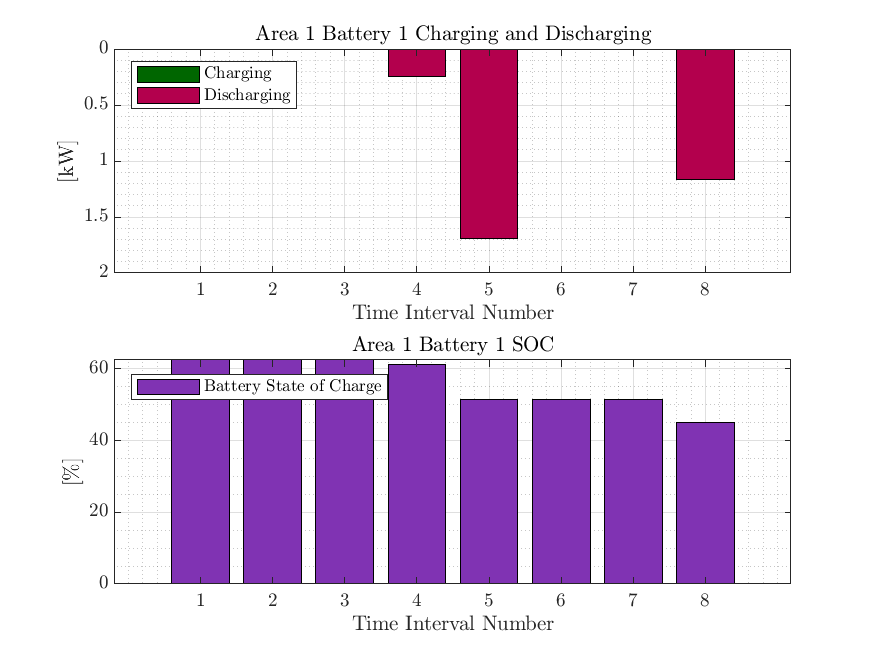 Area 1 Battery 1 Charging and Discharging
0
Charging
Discharging
0.5
1
1.5
2
[kW]
1 2 3 4 5 6 7 8
Time Interval Number
Area 1 Battery 1 SOC
60
Battery State of Charge
40
20
0
[%]
1 2 3 4 5 6 7 8
Time Interval Number